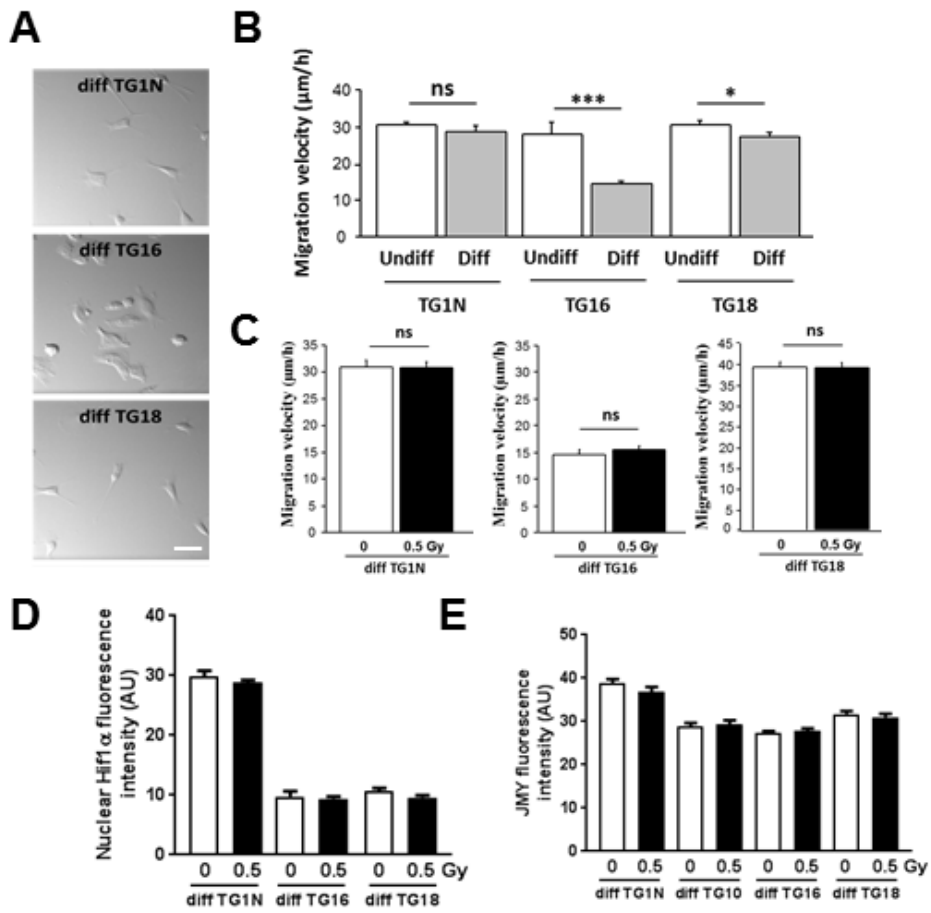 A
diff TG1N
diff TG16
diff TG18
B
Migration velocity (µm/h)
40
30
20
10
0
ns
***
*
Undiff Diff Undiff Diff Undiff Diff
TG1N TG16 TG18
C
Migration velocity (µm/h)
35
30
25
20
15
10
5
0
ns
0 0.5 Gy
diff TG1N
Migration velocity (µm/h)
35
30
25
20
15
10
5
0
ns
0 0.5 Gy
diff TG16
Migration velocity (µm/h)
45
40
35
30
25
20
15
10
5
0
ns
0 0.5 Gy
diff TG18
D
Nuclear Hif1α fluorescence
intensity (AU)
40
30
20
10
0
0 0.5 0 0.5 0 0.5 Gy
diff TG1N diff TG16 diff TG18
E
JMY fluorescence
intensity (AU)
50
40
30
20
10
0
0 0.5 0 0.5 0 0.5 0 0.5 Gy
diff TG1N diff TG10 diff TG16 diff TG18